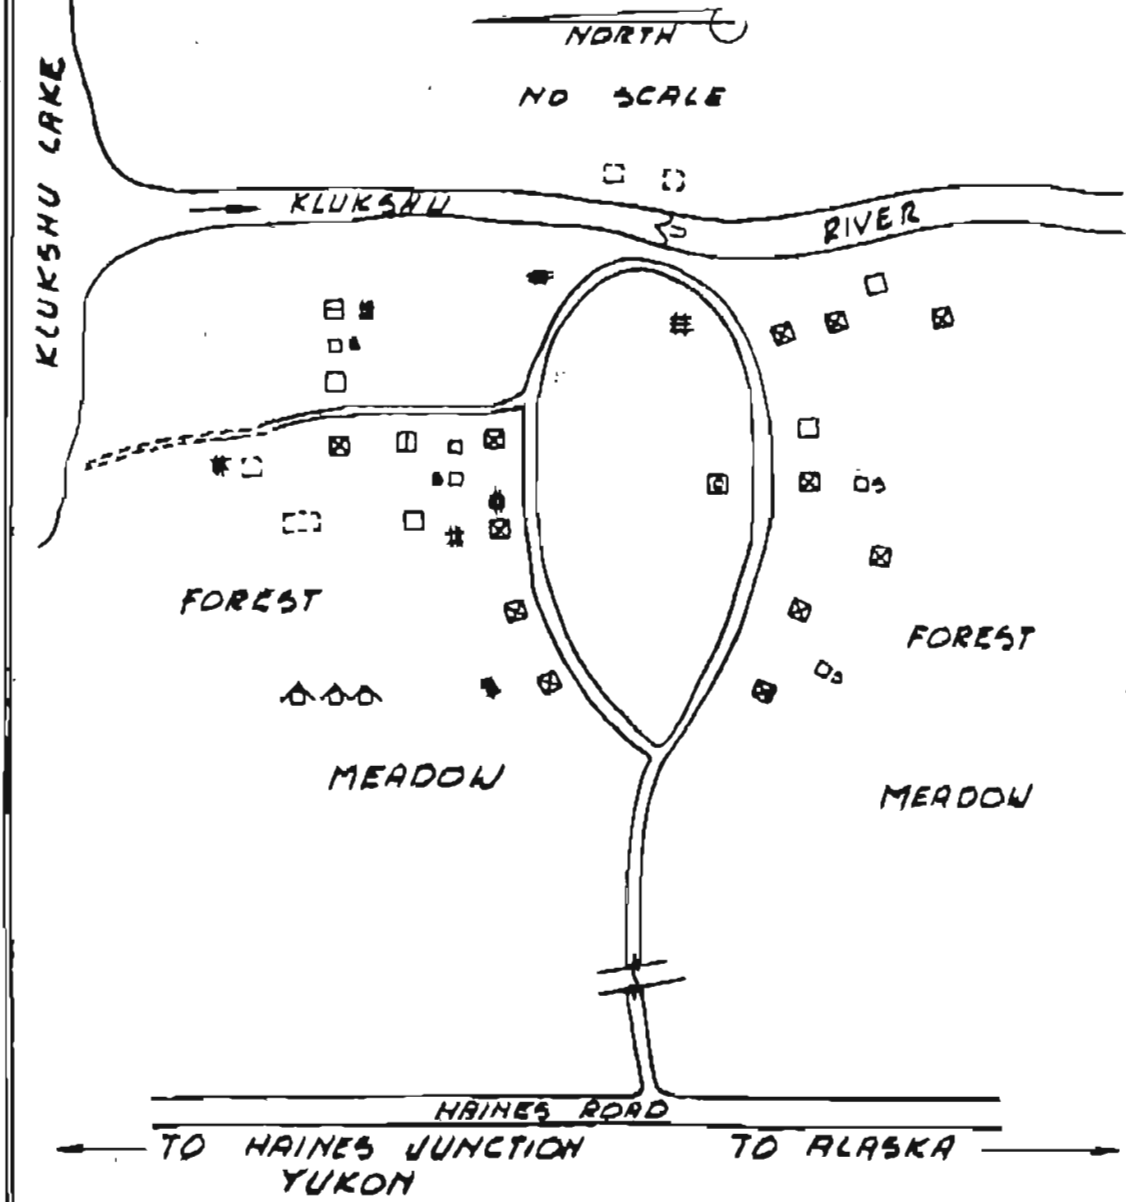 NORTH
NO SCALE
KLUKSHU LAKE
KLUKSHU
RIVER
FOREST
FOREST
MEADOW
MEADOW
HAINES ROAD
TO HAINES JUNCTION
YUKON
TO ALASKA